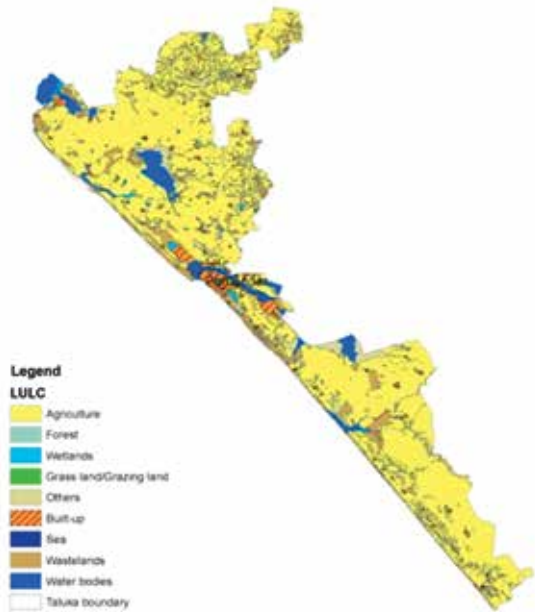 Legend
LULC
Agriculture
Forest
Wetlands
Grass land/Grazing land
Others
Built-up
Sea
Wastelands
Water bodies
Taluka boundary